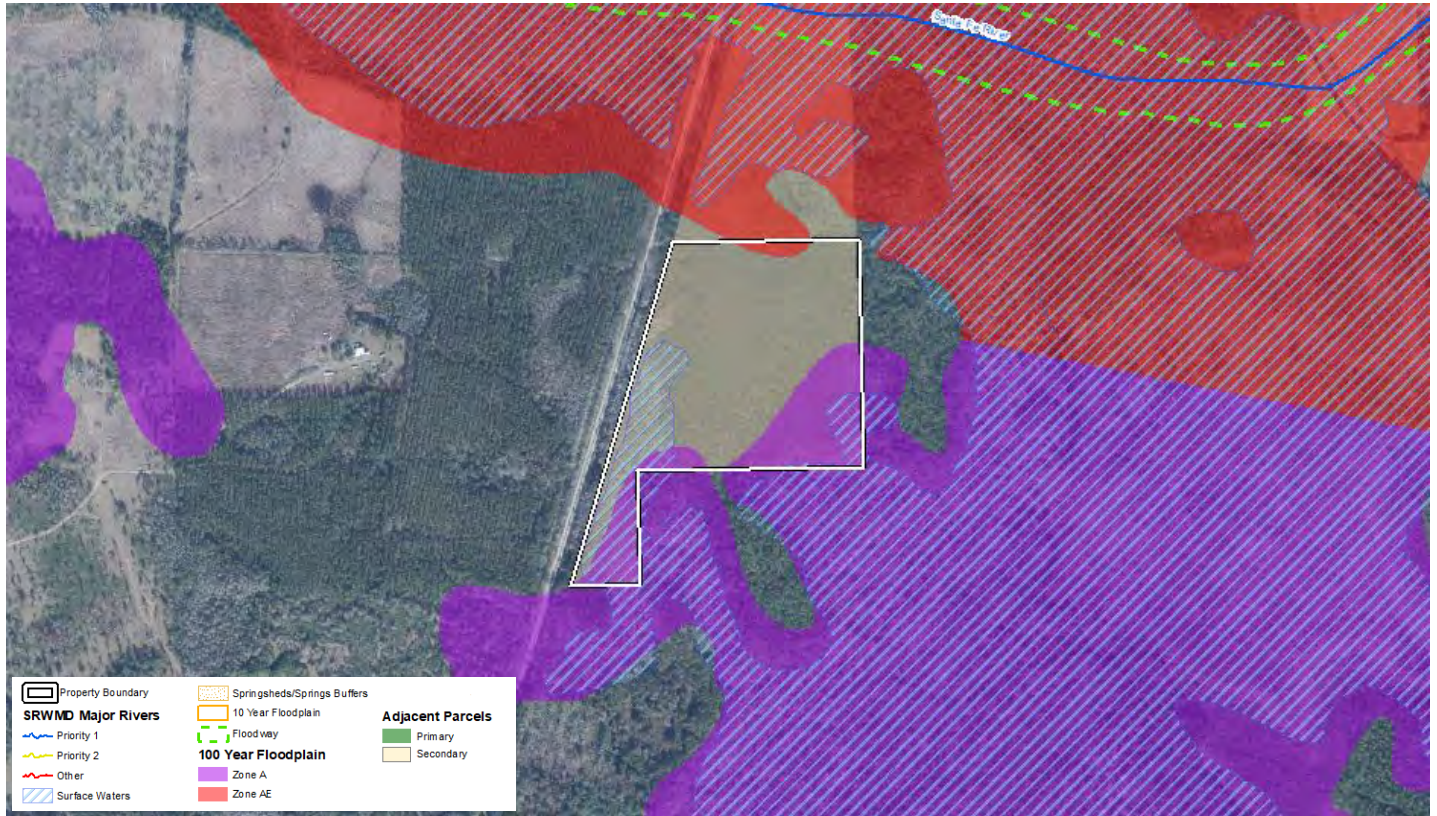 Santa Fe River
Property Boundary
SRWMD Major Rivers
Priority 1
Priority 2
Other
Surface Waters
Springsheds/Springs Buffers
10 Year Floodplain
Floodway
100 Year Floodplain
Zone A
Zone AE
Adjacent Parcels
Primary
Secondary